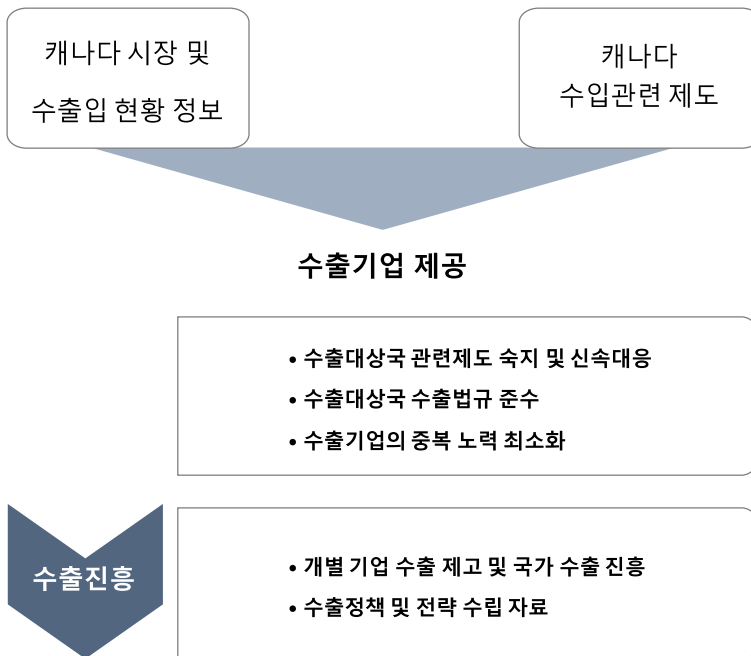 캐나다 시장 및
수출입 현황 정보
캐나다
수입관련 제도
수출기업 제공
• 수출대상국 관련제도 숙지 및 신속대응
• 수출대상국 수출법규 준수
• 수출기업의 중복 노력 최소화
수출진흥
• 개별 기업 수출 제고 및 국가 수출 진흥
• 수출정책 및 전략 수립 자료